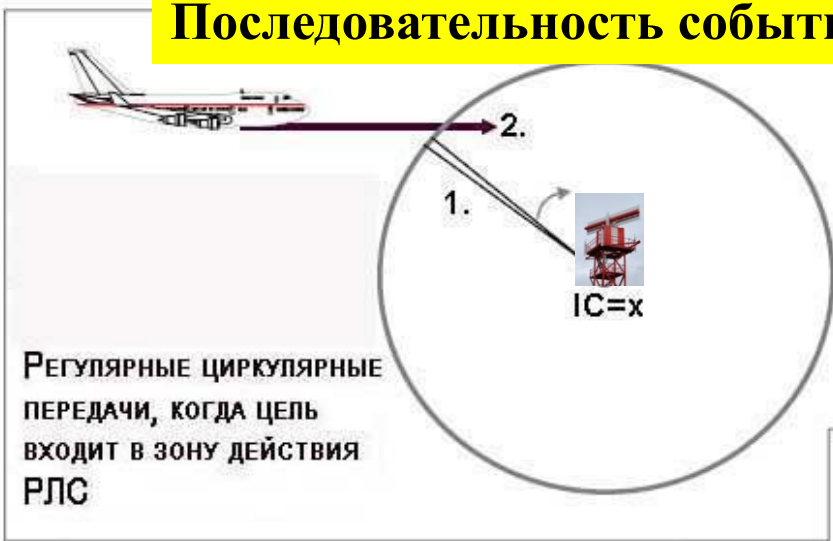 Последовательность событи
2.
1.
IC=x
Регулярные циркулярные
передачи, когда цель
входит в зону действия
РЛС